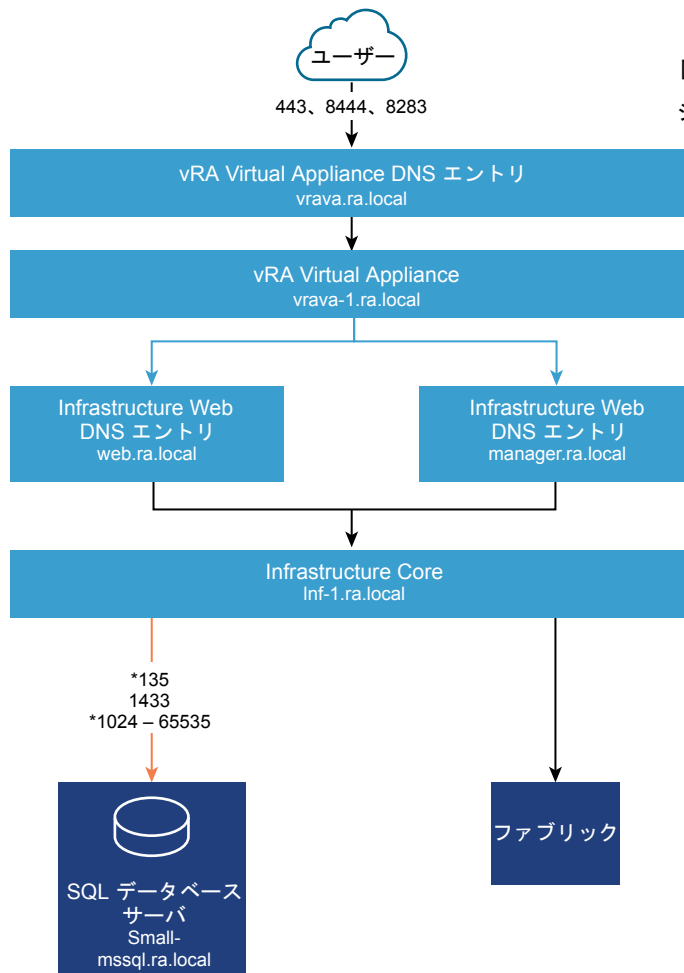 ユーザー
443、8444、8283
vRA Virtual Appliance DNS エントリ
vrava.ra.local
vRA Virtual Appliance
vrava-1.ra.local
Infrastructure Web
DNS エントリ
web.ra.local
Infrastructure Web
DNS エントリ
manager.ra.local
Infrastructure Core
Inf-1.ra.local
*135
1433
*1024 – 65535
SQL データベース
サーバ
Small-
mssql.ra.local
ファブリック